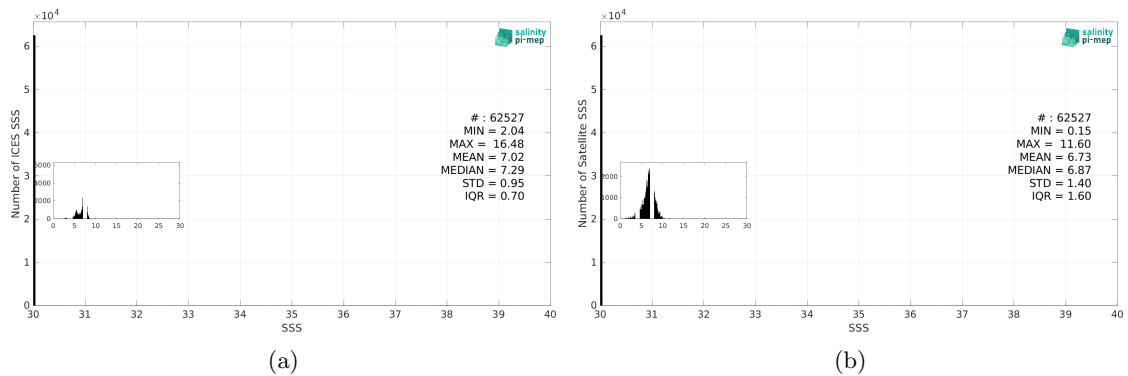 ×10⁴
6
5
4
3
2
1
0
30 31 32 33 34 35 36 37 38 39 40
SSS
Number of ICES SSS
salinity
pi-mep
# : 62527
MIN = 2.04
MAX = 16.48
MEAN = 7.02
MEDIAN = 7.29
STD = 0.95
IQR = 0.70
6000
4000
2000
0
0 5 10 15 20 25 30
(a)
×10⁴
6
5
4
3
2
1
0
30 31 32 33 34 35 36 37 38 39 40
SSS
Number of Satellite SSS
salinity
pi-mep
# : 62527
MIN = 0.15
MAX = 11.60
MEAN = 6.73
MEDIAN = 6.87
STD = 1.40
IQR = 1.60
2000
1000
0
0 5 10 15 20 25 30
(b)